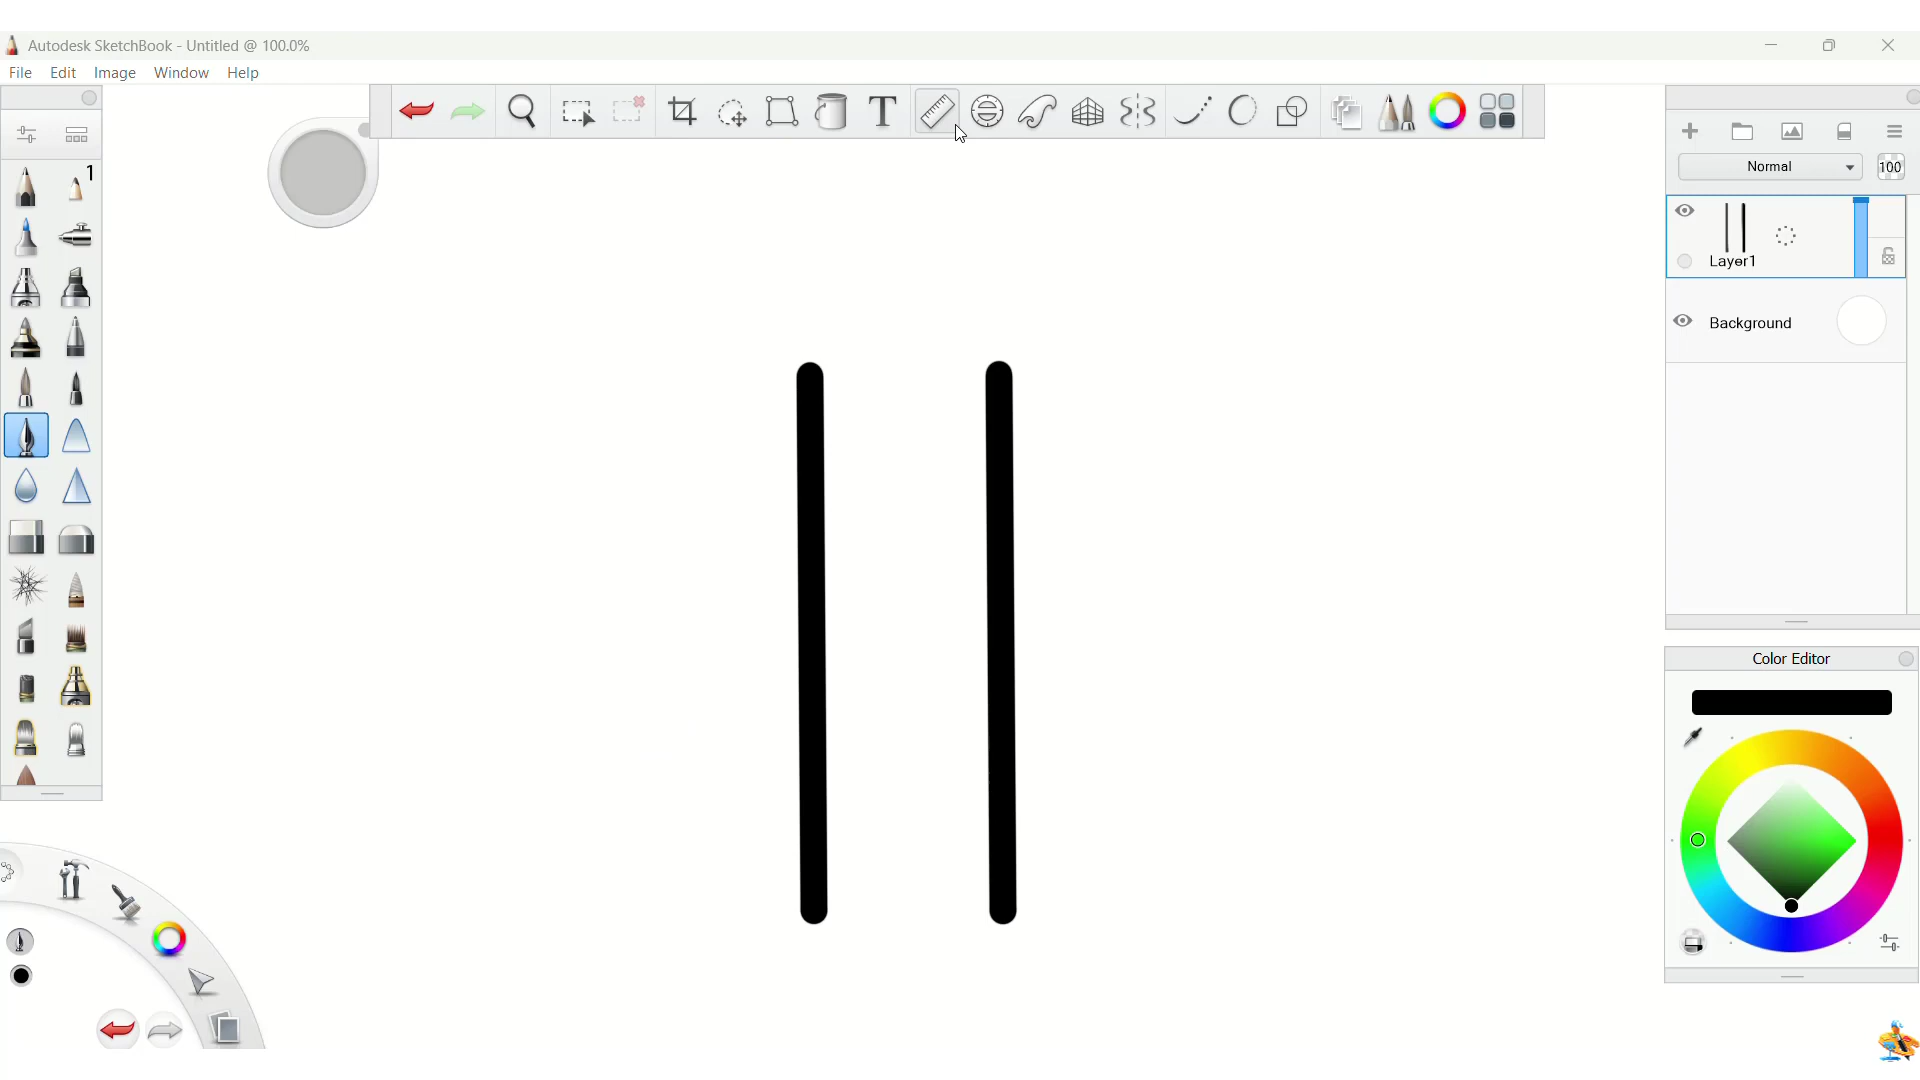 Autodesk SketchBook - Untitled @ 100.0%
File Edit Image Window Help
T
1
Normal 100
Layer1
Background
Color Editor